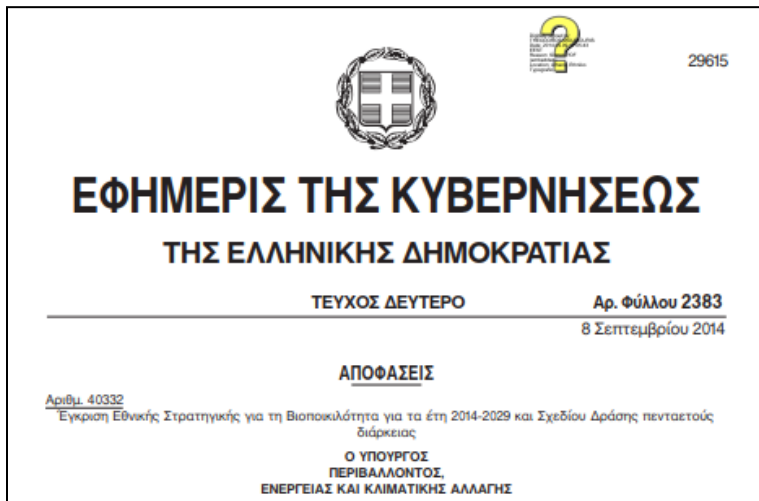 29615
ΕΦΗΜΕΡΙΣ ΤΗΣ ΚΥΒΕΡΝΗΣΕΩΣ
ΤΗΣ ΕΛΛΗΝΙΚΗΣ ΔΗΜΟΚΡΑΤΙΑΣ
ΤΕΥΧΟΣ ΔΕΥΤΕΡΟ Αρ. Φύλλου 2383
8 Σεπτεμβρίου 2014
ΑΠΟΦΑΣΕΙΣ
Αριθμ. 40332
Έγκριση Εθνικής Στρατηγικής για τη Βιοποικιλότητα για τα έτη 2014-2029 και Σχεδίου Δράσης πενταετούς
διάρκειας
Ο ΥΠΟΥΡΓΟΣ
ΠΕΡΙΒΑΛΛΟΝΤΟΣ,
ΕΝΕΡΓΕΙΑΣ ΚΑΙ ΚΛΙΜΑΤΙΚΗΣ ΑΛΛΑΓΗΣ